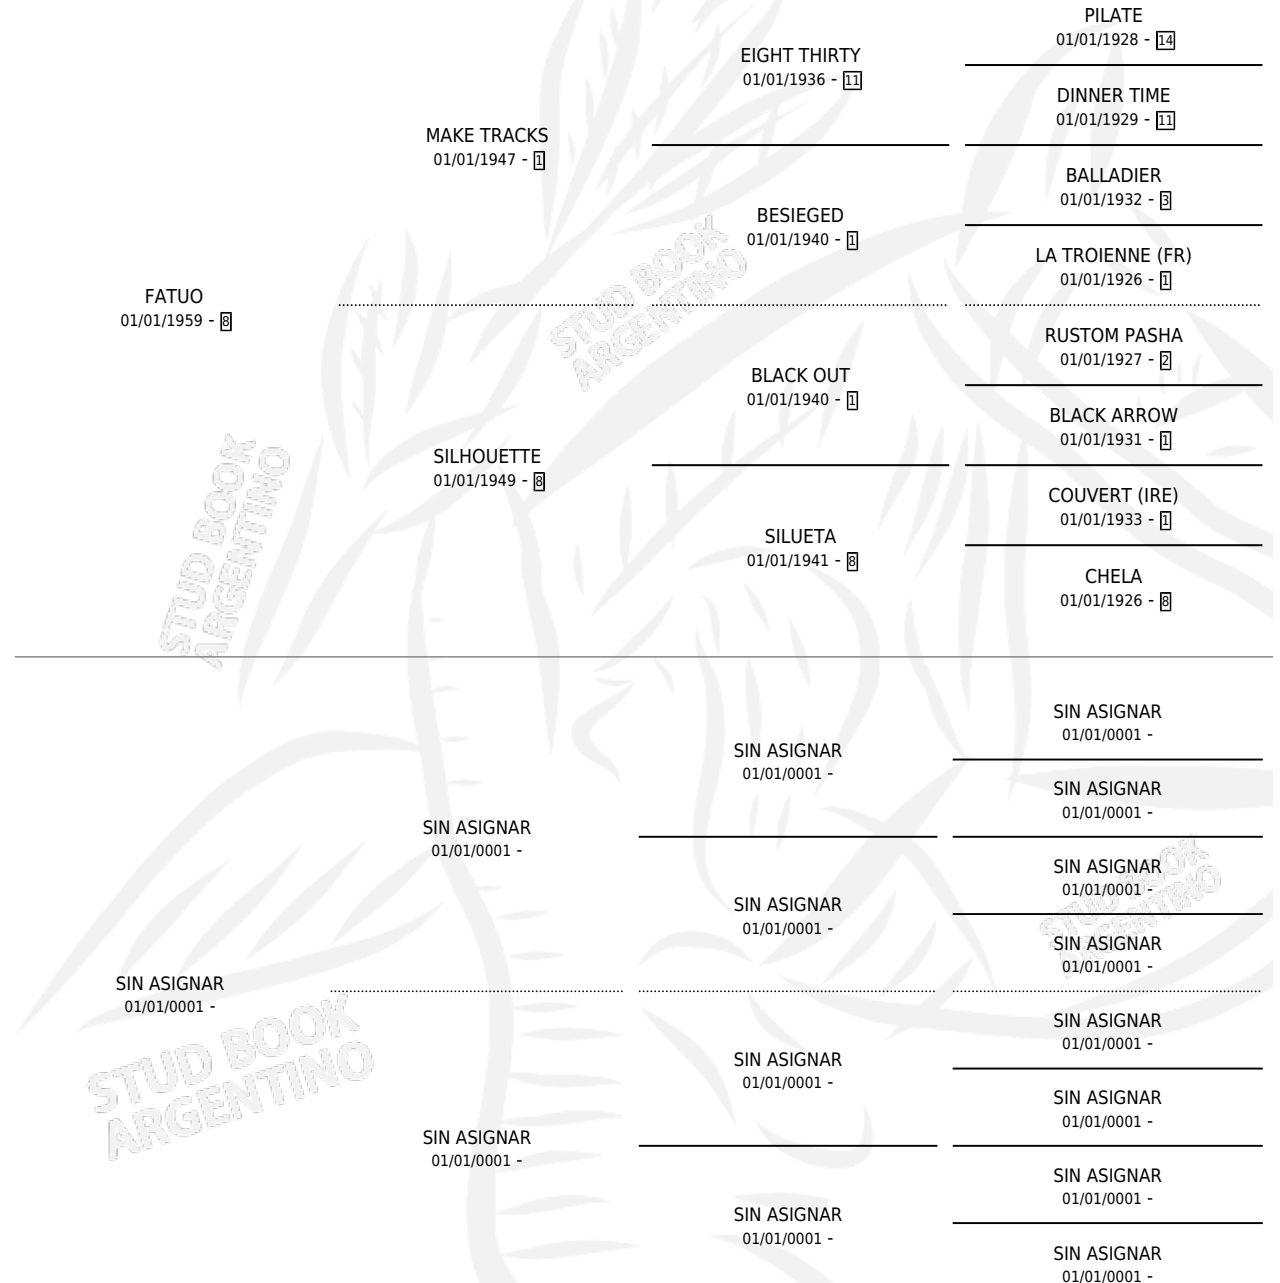 PILATE
01/01/1928 - 14
EIGHT THIRTY
01/01/1936 - 11
DINNER TIME
01/01/1929 - 11
MAKE TRACKS
01/01/1947 - 1
BALLADIER
01/01/1932 - 3
BESIEGED
01/01/1940 - 1
LA TROIENNE (FR)
01/01/1926 - 1
FATUO
01/01/1959 - 8
STUD BOOK
ARGENTINO
RUSTOM PASHA
01/01/1927 - 2
BLACK OUT
01/01/1940 - 1
BLACK ARROW
01/01/1931 - 1
SILHOUETTE
01/01/1949 - 8
COUVERT (IRE)
01/01/1933 - 1
SILUETA
01/01/1941 - 8
CHELA
01/01/1926 - 8
STUD BOOK
ARGENTINO
SIN ASIGNAR
01/01/0001 -
SIN ASIGNAR
01/01/0001 -
SIN ASIGNAR
01/01/0001 -
SIN ASIGNAR
01/01/0001 -
SIN ASIGNAR
01/01/0001 -
SIN ASIGNAR
01/01/0001 -
SIN ASIGNAR
01/01/0001 -
STUD BOOK
ARGENTINO
SIN ASIGNAR
01/01/0001 -
SIN ASIGNAR
01/01/0001 -
SIN ASIGNAR
01/01/0001 -
SIN ASIGNAR
01/01/0001 -
SIN ASIGNAR
01/01/0001 -
SIN ASIGNAR
01/01/0001 -
SIN ASIGNAR
01/01/0001 -
SIN ASIGNAR
01/01/0001 -
STUD BOOK
ARGENTINO